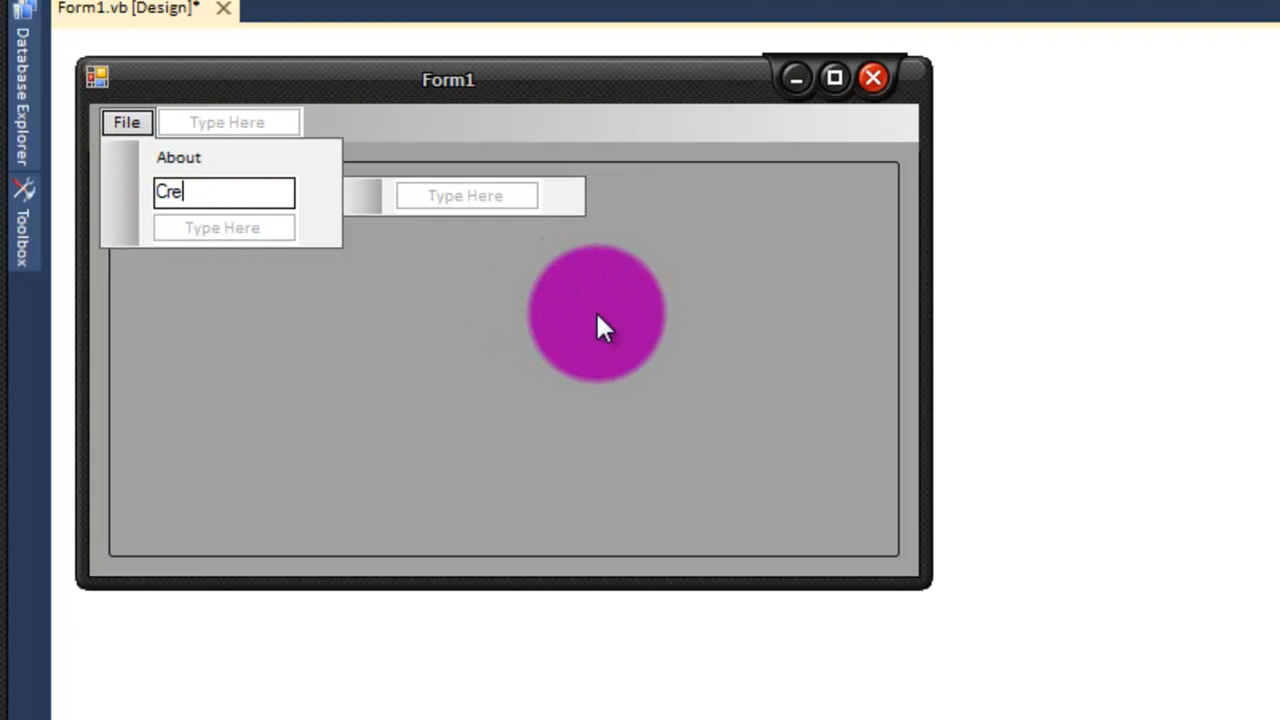 Form1.vb [Design]*
Database Explorer
Toolbox
Form1
File
Type Here
About
Cre
Type Here
Type Here